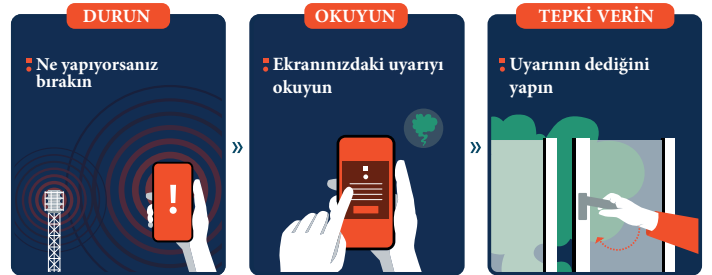 DURUN
Ne yapıyorsanız
bırakın
OKUYUN
Ekranınızdaki uyarıyı
okuyun
TEPKİ VERİN
Uyarının dediğini
yapın